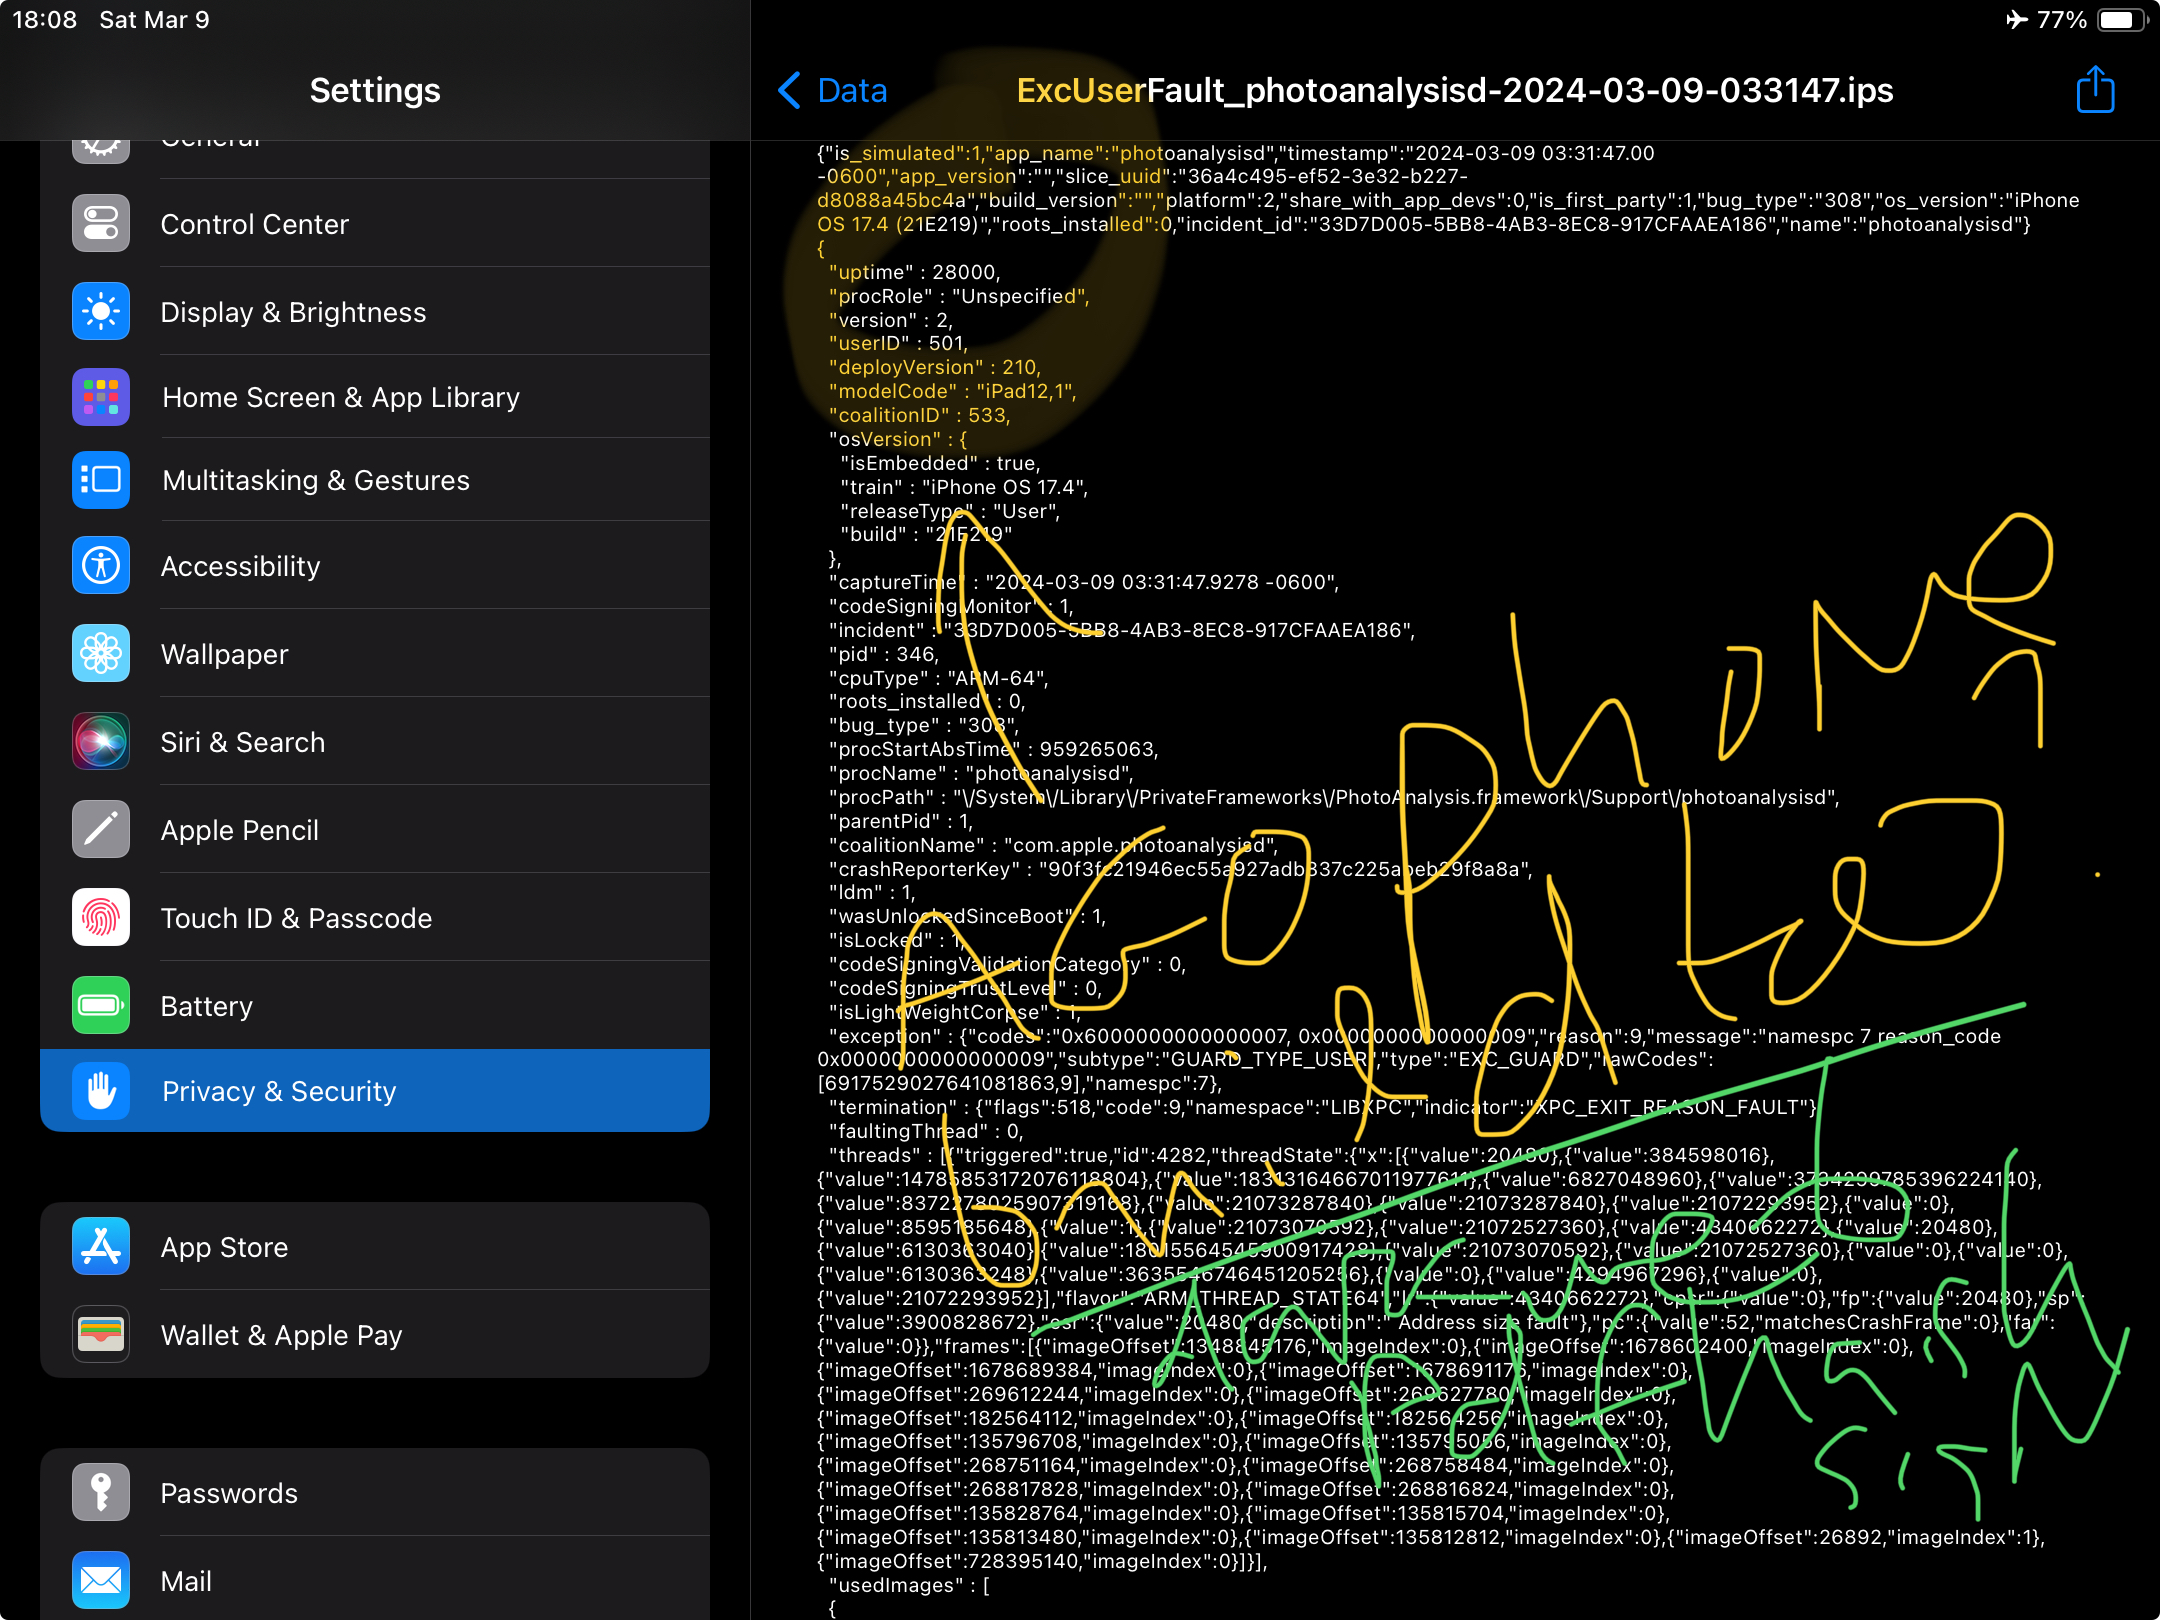 18:08 Sat Mar 9
77%
Settings
General
Control Center
Display & Brightness
Home Screen & App Library
Multitasking & Gestures
Accessibility
Wallpaper
Siri & Search
Apple Pencil
Touch ID & Passcode
Battery
Privacy & Security
App Store
Wallet & Apple Pay
Passwords
Mail
Data
ExcUserFault_photoanalysisd-2024-03-09-033147.ips
{"is_simulated":1,"app_name":"photoanalysisd","timestamp":"2024-03-09 03:31:47.00
-0600","app_version":"","slice_uuid":"36a4c495-ef52-3e32-b227-
d8088a45bc4a","build_version":"","platform":2,"share_with_app_devs":0,"is_first_party":1,"bug_type":"308","os_version":"iPhone
OS 17.4 (21E219)","roots_installed":0,"incident_id":"33D7D005-5BB8-4AB3-8EC8-917CFAAEA186","name":"photoanalysisd"}
{
"uptime" : 28000,
"procRole" : "Unspecified",
"version" : 2,
"userID" : 501,
"deployVersion" : 210,
"modelCode" : "iPad12,1",
"coalitionID" : 533,
"osVersion" : {
"isEmbedded" : true,
"train" : "iPhone OS 17.4",
"releaseType" : "User",
"build" : "21E219"
},
"captureTime" : "2024-03-09 03:31:47.9278 -0600",
"codeSigningMonitor" : 1,
"incident" : "33D7D005-5BB8-4AB3-8EC8-917CFAAEA186",
"pid" : 346,
"cpuType" : "ARM-64",
"roots_installed" : 0,
"bug_type" : "308",
"procStartAbsTime" : 959265063,
"procName" : "photoanalysisd",
"procPath" : "\/System\/Library\/PrivateFrameworks\/PhotoAnalysis.framework\/Support\/photoanalysisd",
"parentPid" : 1,
"coalitionName" : "com.apple.photoanalysisd",
"crashReporterKey" :
"ldm" : 1,
"wasUnlockedSinceBoot" : 1,
"isLocked" : 1,
"codeSigningValidationCategory" : 0,
"codeSigningTrustLevel" : 0,
"isLightWeightCorpse" : 1,
"exception" : {"codes":"0x6000000000000007, 0x0000000000000009","reason":9,"message":"namespc 7 reason_code
0x0000000000000009","subtype":"GUARD_TYPE_USER","type":"EXC_GUARD","rawCodes":
[6917529027641081863,9],"namespc":7},
"termination" : {"flags":518,"code":9,"namespace":"LIBXPC","indicator":"XPC_EXIT_REASON_FAULT"}
"faultingThread" : 0,
"threads" : [{"triggered":true,"id":4282,"threadState":{"x":[{"value":20480},{"value":384598016},
{"value":14785853172076118804},{"value":6827048960},
{"value":21073287840},{"value":21073287840},{"value":21072293952},{"value":0},
{"value":8595185648},{"value":1},{"value":21073070592},{"value":21072527360},{"value":4340662272},{"value":20480},
{"value":6130363040},{"value":21073070592},{"value":21072527360},{"value":0},{"value":0},
{"value":6130363248},{"value":3635546746451205256},{"value":0},{"value":4294967296},{"value":0},
{"value":21072293952}],"flavor":"ARM_THREAD_STATE64","lr":{"value":4340662272},"cpsr":{"value":0},"fp":{"value":20480},"sp":
{"value":3900828672},"esr":{"value":20480,"description":" Address size fault"},"pc":{"value":52,"matchesCrashFrame":0},"far":
{"value":0}},"frames":[{"imageOffset":1348845176,"imageIndex":0},{"imageOffset":1678602400,"imageIndex":0},
{"imageOffset":1678689384,"imageIndex":0},{"imageOffset":1678691176,"imageIndex":0},
{"imageOffset":269612244,"imageIndex":0},{"imageOffset":269627780,"imageIndex":0},
{"imageOffset":182564112,"imageIndex":0},{"imageOffset":182564256,"imageIndex":0},
{"imageOffset":135796708,"imageIndex":0},{"imageOffset":135795056,"imageIndex":0},
{"imageOffset":268751164,"imageIndex":0},{"imageOffset":268758484,"imageIndex":0},
{"imageOffset":268817828,"imageIndex":0},{"imageOffset":268816824,"imageIndex":0},
{"imageOffset":135828764,"imageIndex":0},{"imageOffset":135815704,"imageIndex":0},
{"imageOffset":135813480,"imageIndex":0},{"imageOffset":135812812,"imageIndex":0},{"imageOffset":26892,"imageIndex":1},
{"imageOffset":728395140,"imageIndex":0}]}],
"usedImages" : [
{